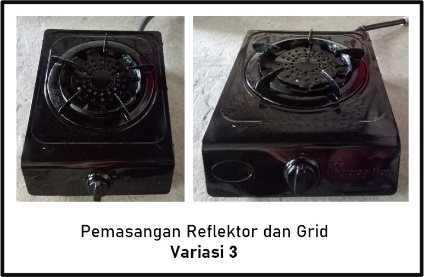 Pemasangan Reflektor dan Grid
Variasi 3